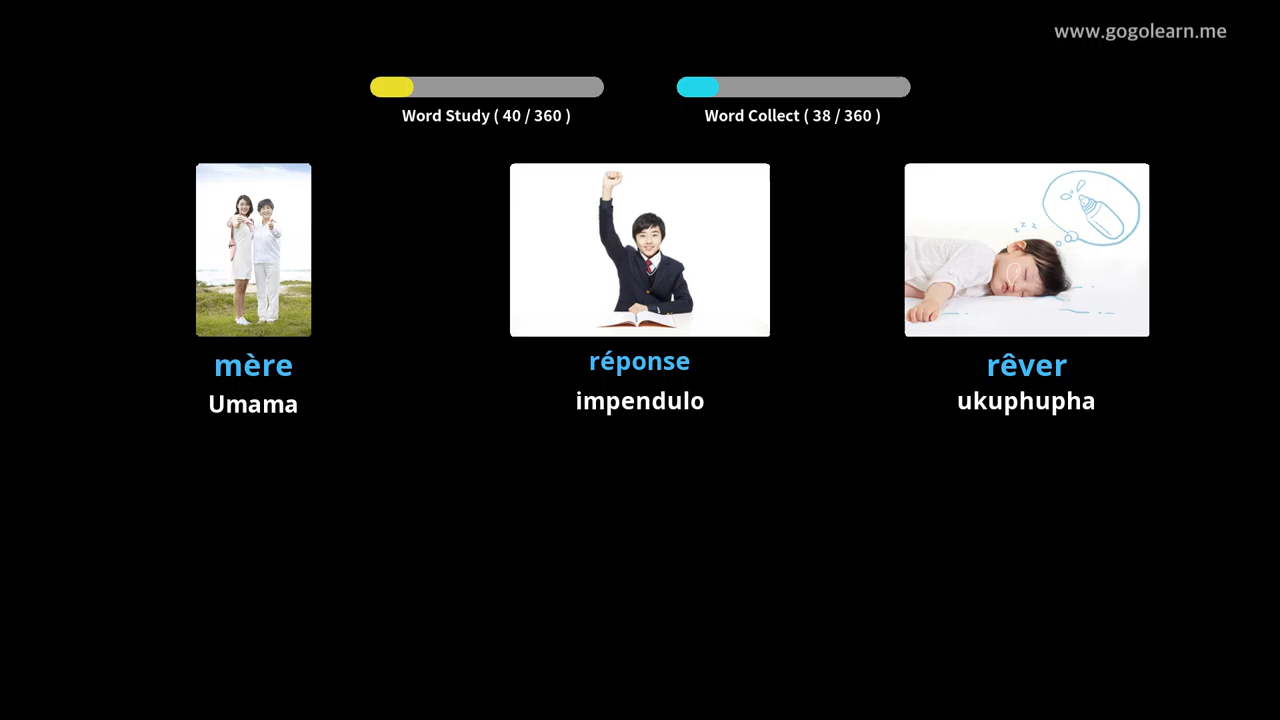 www.gogolearn.me
Word Study ( 40 / 360 )
Word Collect ( 38 / 360 )
mère
Umama
réponse
impendulo
rêver
ukuphupha